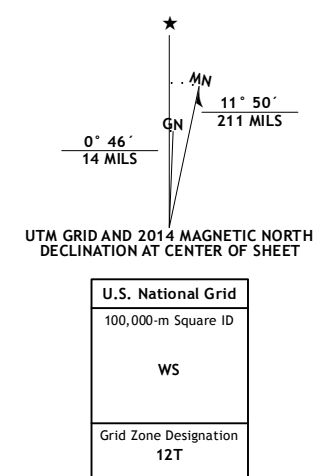 ★
MN
GN
11° 50´
211 MILS
0° 46´
14 MILS
UTM GRID AND 2014 MAGNETIC NORTH
DECLINATION AT CENTER OF SHEET
U.S. National Grid
100,000-m Square ID
WS
Grid Zone Designation
12T